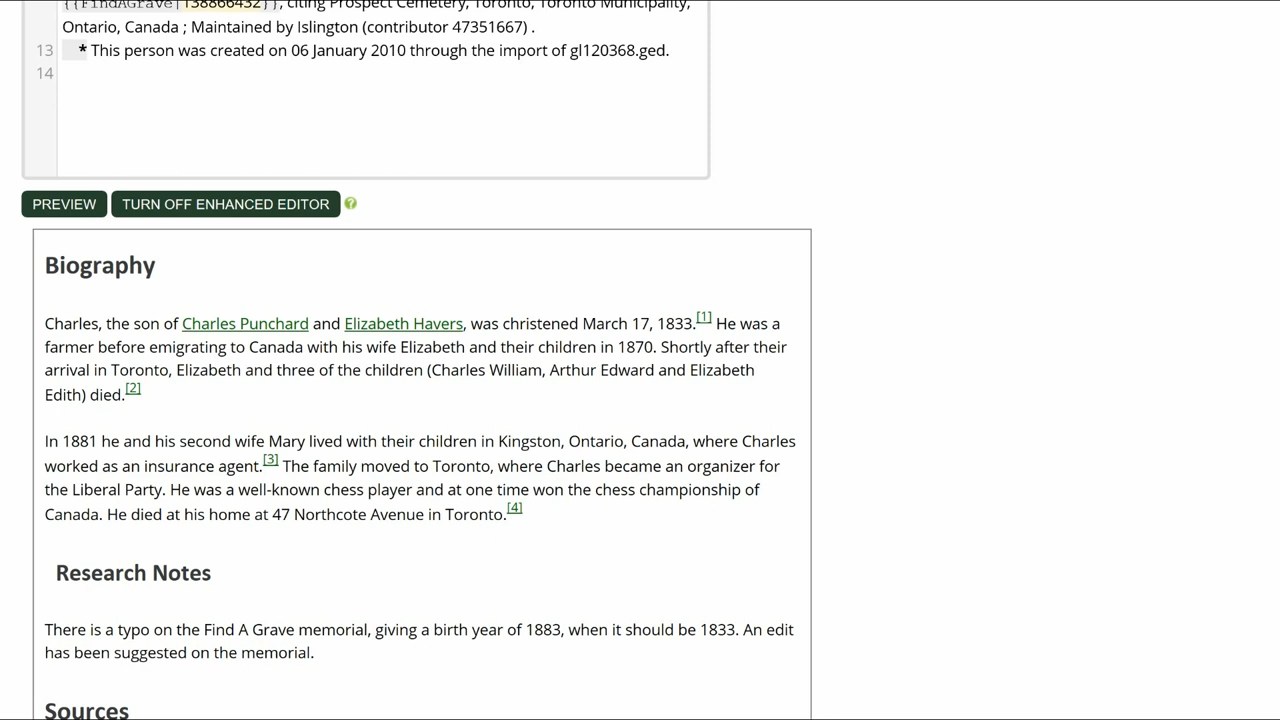 {{FindAGrave|138866432}}, citing Prospect Cemetery, Toronto, Toronto Municipality,
Ontario, Canada ; Maintained by Islington (contributor 47351667) .
13 * This person was created on 06 January 2010 through the import of gl120368.ged.
14
PREVIEW TURN OFF ENHANCED EDITOR ?
Biography
Charles, the son of Charles Punchard and Elizabeth Havers, was christened March 17, 1833.[1] He was a
farmer before emigrating to Canada with his wife Elizabeth and their children in 1870. Shortly after their
arrival in Toronto, Elizabeth and three of the children (Charles William, Arthur Edward and Elizabeth
Edith) died.[2]
In 1881 he and his second wife Mary lived with their children in Kingston, Ontario, Canada, where Charles
worked as an insurance agent.[3] The family moved to Toronto, where Charles became an organizer for
the Liberal Party. He was a well-known chess player and at one time won the chess championship of
Canada. He died at his home at 47 Northcote Avenue in Toronto.[4]
Research Notes
There is a typo on the Find A Grave memorial, giving a birth year of 1883, when it should be 1833. An edit
has been suggested on the memorial.
Sources